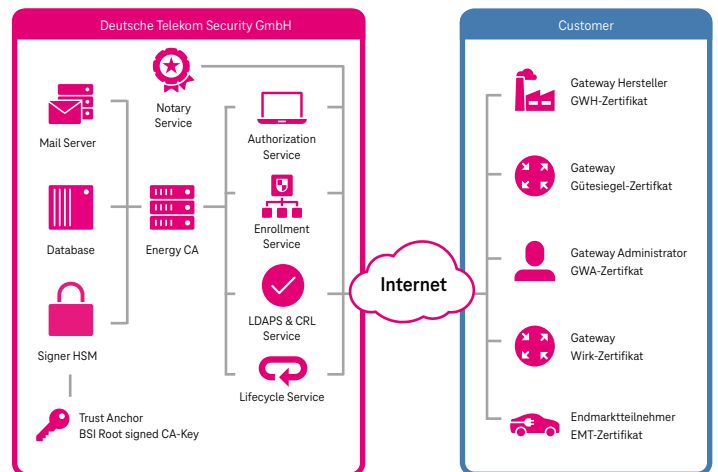 Deutsche Telekom Security GmbH
Mail Server
Notary
Service
Authorization
Service
Database
Energy CA
Enrollment
Service
Signer HSM
LDAPS & CRL
Service
Lifecycle Service
Trust Anchor
BSI Root signed CA-Key
Internet
Customer
Gateway Hersteller
GWH-Zertifikat
Gateway
Gütesiegel-Zertifkat
Gateway Administrator
GWA-Zertifkat
Gateway
Wirk-Zertifikat
Endmarktteilnehmer
EMT-Zertifikat